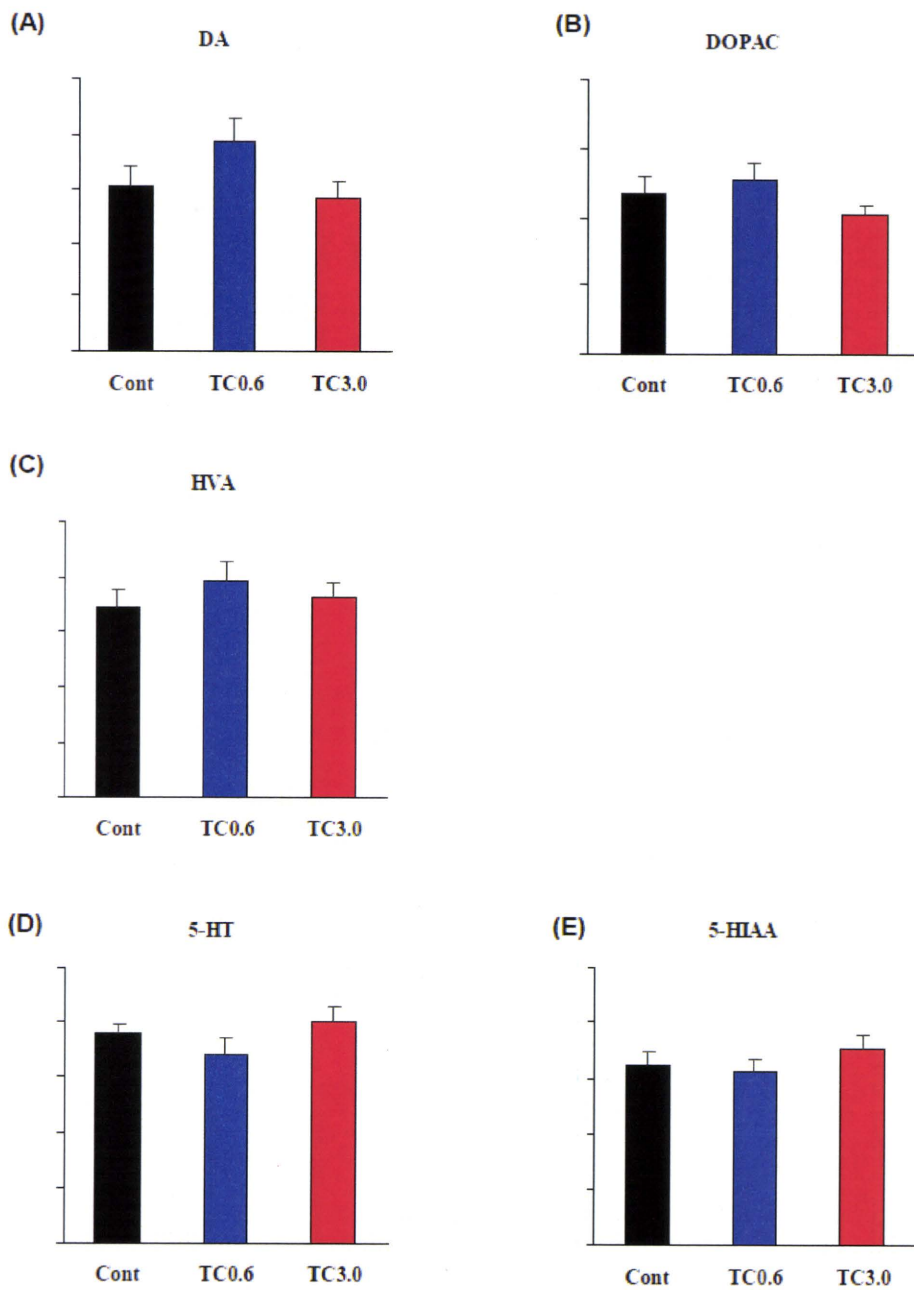 (A)
DA
Cont TC0.6 TC3.0
(B)
DOPAC
Cont TC0.6 TC3.0
(C)
HVA
Cont TC0.6 TC3.0
(D)
5-HT
Cont TC0.6 TC3.0
(E)
5-HIAA
Cont TC0.6 TC3.0